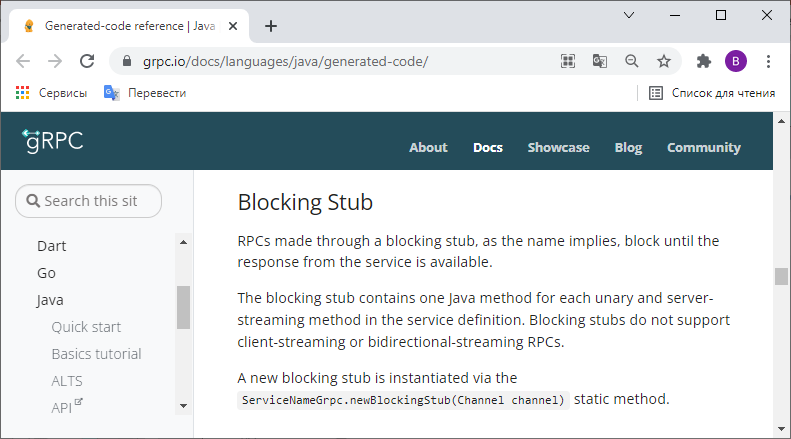 Generated-code reference | Java
grpc.io/docs/languages/java/generated-code/
B
Сервисы
Перевести
Список для чтения
gRPC
About
Docs
Showcase
Blog
Community
Search this sit
Dart
Go
Java
Quick start
Basics tutorial
ALTS
API
Blocking Stub
RPCs made through a blocking stub, as the name implies, block until the
response from the service is available.
The blocking stub contains one Java method for each unary and server-
streaming method in the service definition. Blocking stubs do not support
client-streaming or bidirectional-streaming RPCs.
A new blocking stub is instantiated via the
ServiceNameGrpc.newBlockingStub(Channel channel) static method.